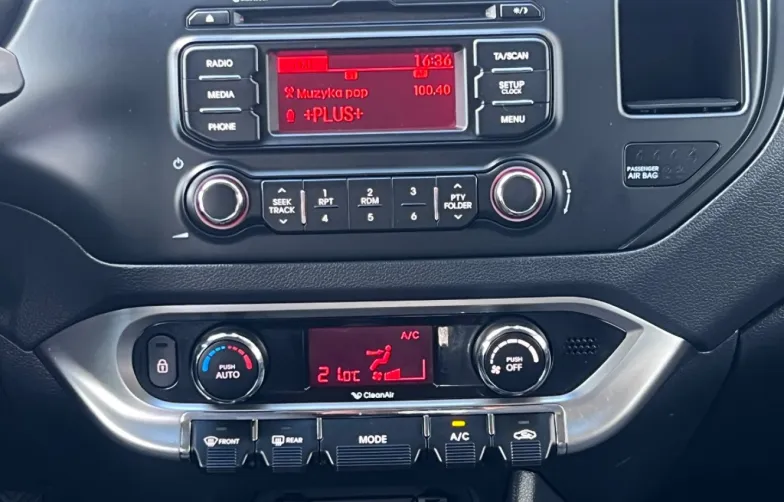 RADIO
MEDIA
PHONE
16:36
Muzyka pop 100.40
+PLUS+
TA/SCAN
SETUP
CLOCK
MENU
PASSENGER
AIR BAG
SEEK
TRACK
1
RPT
4
2
RDM
5
3
6
PTY
FOLDER
PUSH
AUTO
A/C
21.0°C
PUSH
OFF
CleanAir
FRONT
REAR
MODE
A/C